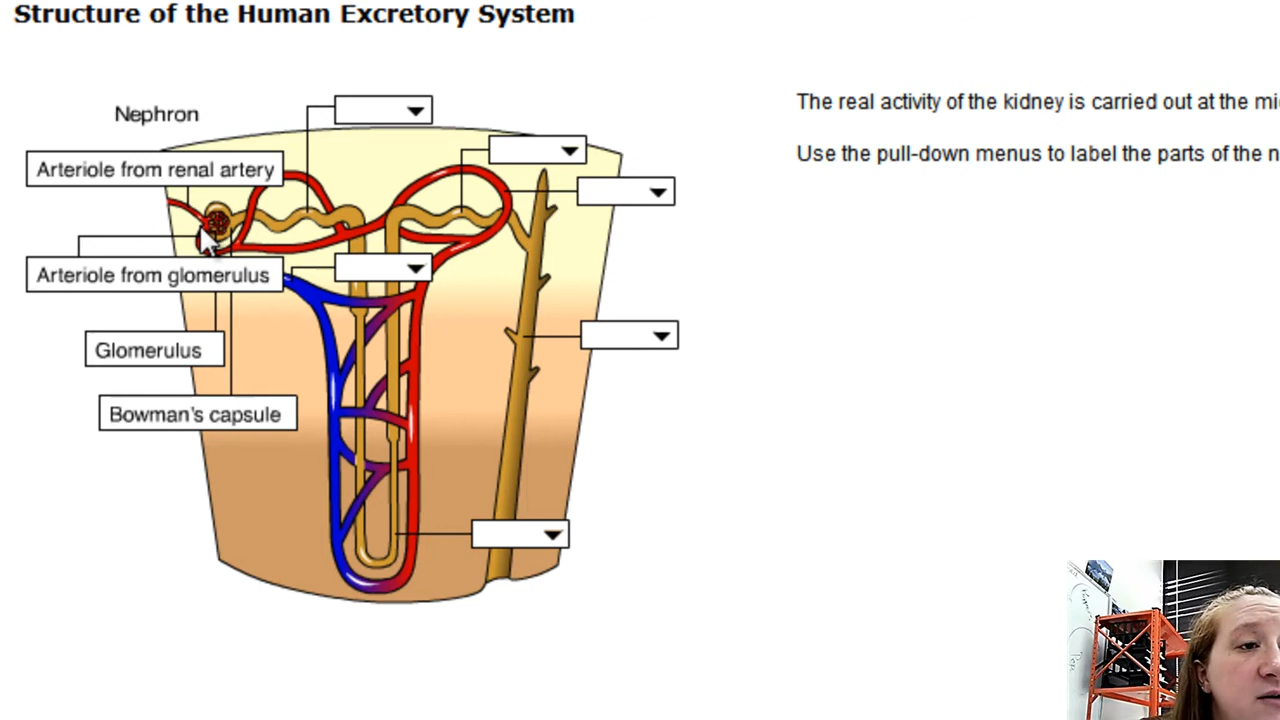 Structure of the Human Excretory System
Nephron
The real activity of the kidney is carried out at the mi
Use the pull-down menus to label the parts of the n
Arteriole from renal artery
Arteriole from glomerulus
Glomerulus
Bowman's capsule